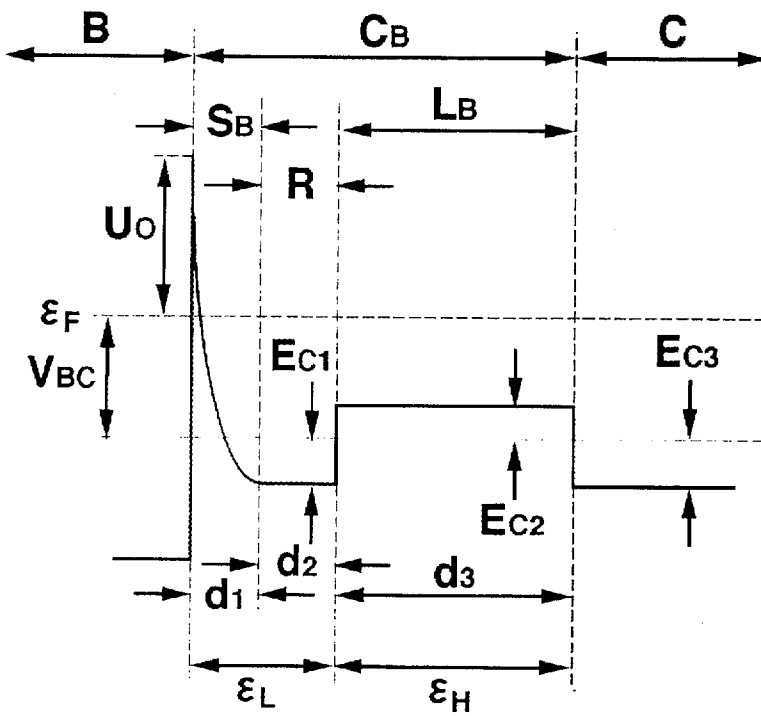 B CB C
SB LB
R
UO
εF
EC1 EC3
VBC
EC2
d2 d3
d1
εL εH